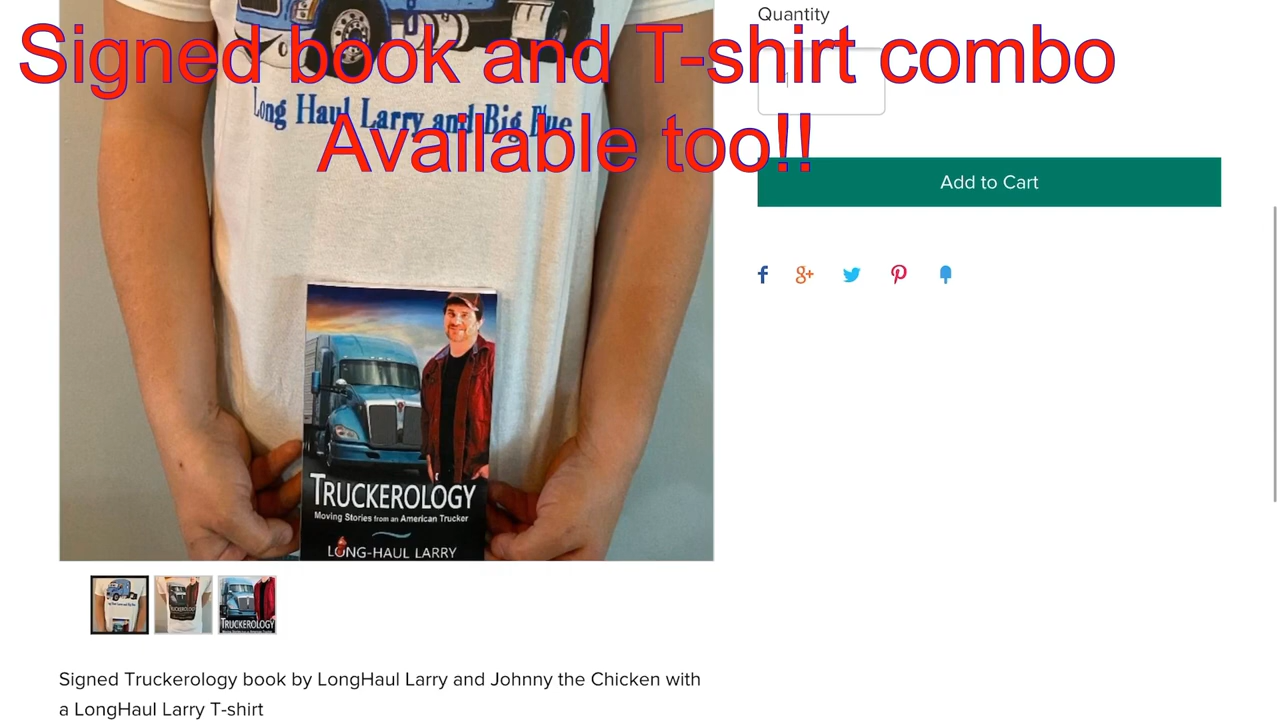 Quantity
Signed book and T-shirt combo
Available too!!
Long Haul Larry and Big Blue
Add to Cart
f
g+
TRUCKEROLOGY
Moving Stories from an American Trucker
LONG-HAUL LARRY
TRUCKEROLOGY
Signed Truckerology book by LongHaul Larry and Johnny the Chicken with
a LongHaul Larry T-shirt